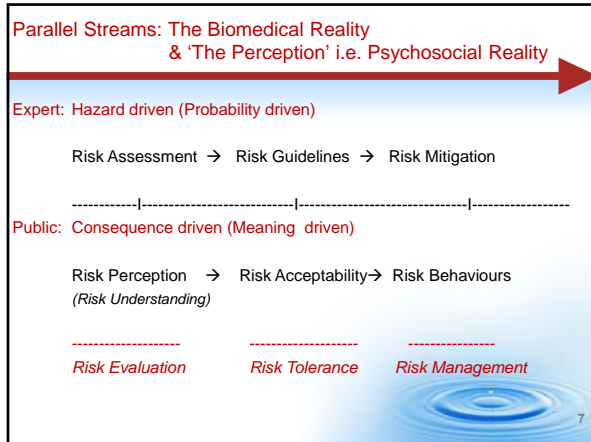 Parallel Streams: The Biomedical Reality
& ‘The Perception’ i.e. Psychosocial Reality
Expert: Hazard driven (Probability driven)
Risk Assessment → Risk Guidelines → Risk Mitigation
------------I----------------------------I-------------------------------I------------------
Public: Consequence driven (Meaning driven)
Risk Perception → Risk Acceptability→ Risk Behaviours
(Risk Understanding)
-------------------- -------------------- ----------------
Risk Evaluation Risk Tolerance Risk Management
7